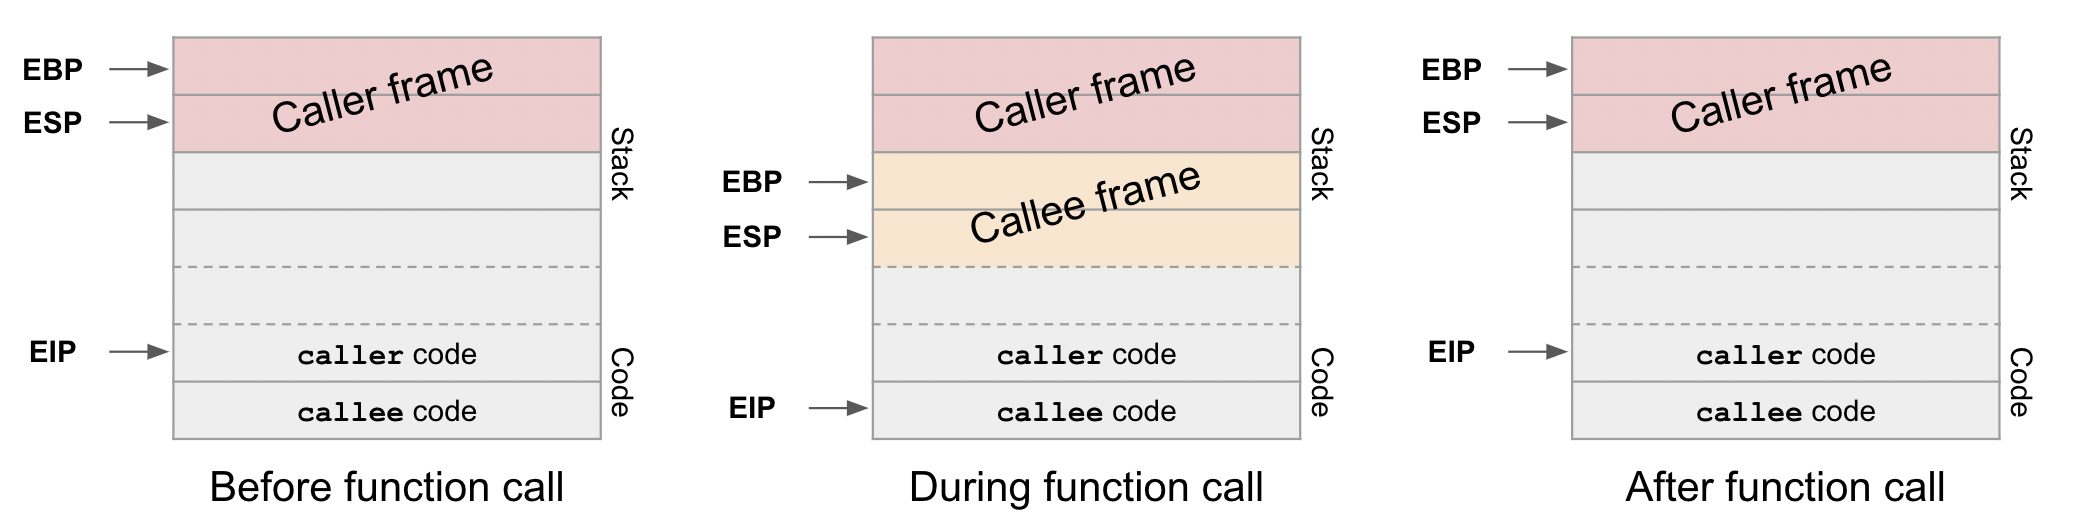 EBP
ESP
EIP
Caller frame
Stack
caller code
callee code
Code
Before function call
EBP
ESP
EIP
Caller frame
Callee frame
Stack
caller code
callee code
Code
During function call
EBP
ESP
EIP
Caller frame
Stack
caller code
callee code
Code
After function call